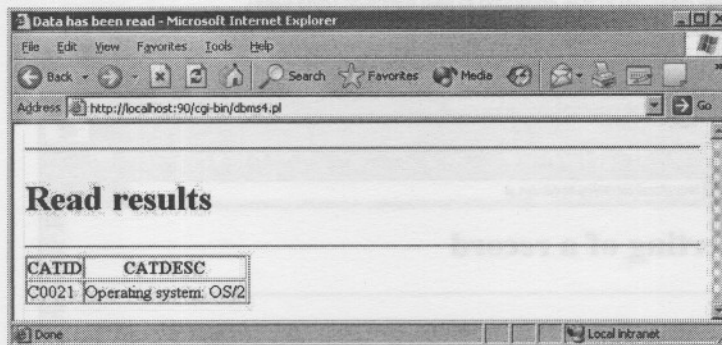 Data has been read - Microsoft Internet Explorer
File Edit View Favorites Tools Help
Back Search Favorites Media
Address http://localhost:90/cgi-bin/dbms4.pl Go
Read results
CATID CATDESC
C0021 Operating system: OS/2
Done Local intranet